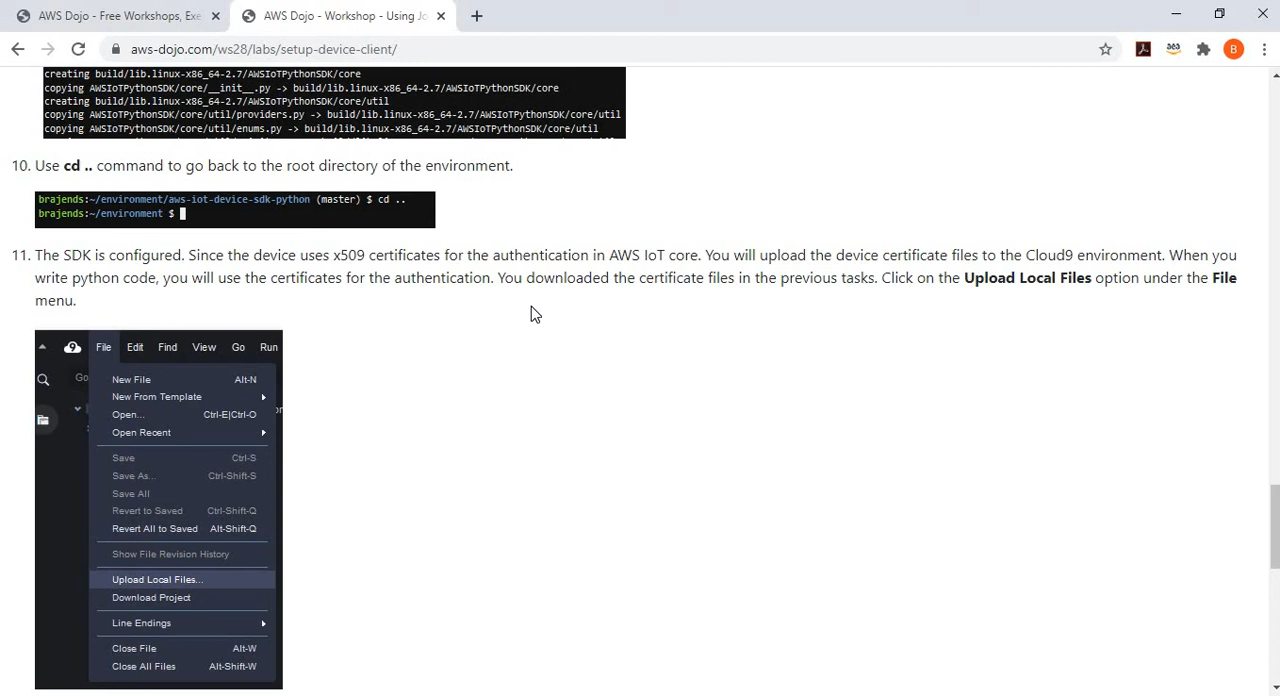 AWS Dojo - Free Workshops, Exe
AWS Dojo - Workshop - Using Jo
aws-dojo.com/ws28/labs/setup-device-client/
B
creating build/lib.linux-x86_64-2.7/AWSIoTPythonSDK/core
copying AWSIoTPythonSDK/core/__init__.py -> build/lib.linux-x86_64-2.7/AWSIoTPythonSDK/core
creating build/lib.linux-x86_64-2.7/AWSIoTPythonSDK/core/util
copying AWSIoTPythonSDK/core/util/providers.py -> build/lib.linux-x86_64-2.7/AWSIoTPythonSDK/core/util
copying AWSIoTPythonSDK/core/util/enums.py -> build/lib.linux-x86_64-2.7/AWSIoTPythonSDK/core/util
10. Use cd .. command to go back to the root directory of the environment.
brajends:~/environment/aws-iot-device-sdk-python (master) $ cd ..
brajends:~/environment $
11. The SDK is configured. Since the device uses x509 certificates for the authentication in AWS IoT core. You will upload the device certificate files to the Cloud9 environment. When you
write python code, you will use the certificates for the authentication. You downloaded the certificate files in the previous tasks. Click on the Upload Local Files option under the File
menu.
9 File Edit Find View Go Run
Go
New File Alt-N
New From Template
Open... Ctrl-E|Ctrl-O
Open Recent
Save Ctrl-S
Save As... Ctrl-Shift-S
Save All
Revert to Saved Ctrl-Shift-Q
Revert All to Saved Alt-Shift-Q
Show File Revision History
Upload Local Files...
Download Project
Line Endings
Close File Alt-W
Close All Files Alt-Shift-W